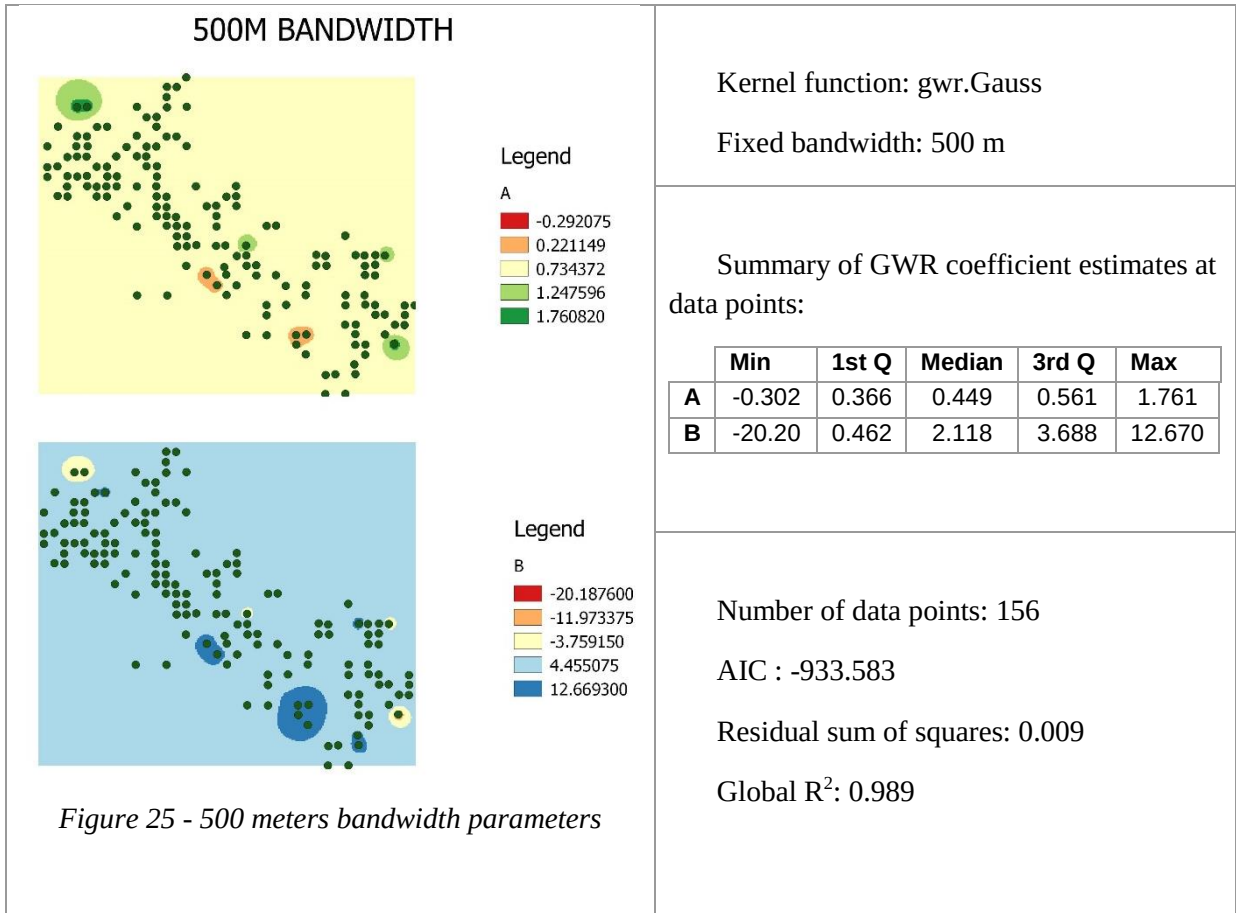 500M BANDWIDTH
Legend
A
-0.292075
0.221149
0.734372
1.247596
1.760820
Legend
B
-20.187600
-11.973375
-3.759150
4.455075
12.669300
Figure 25 - 500 meters bandwidth parameters
Kernel function: gwr.Gauss
Fixed bandwidth: 500 m
Summary of GWR coefficient estimates at
data points:
Min 1st Q Median 3rd Q Max
A -0.302 0.366 0.449 0.561 1.761
B -20.20 0.462 2.118 3.688 12.670
Number of data points: 156
AIC : -933.583
Residual sum of squares: 0.009
Global R²: 0.989